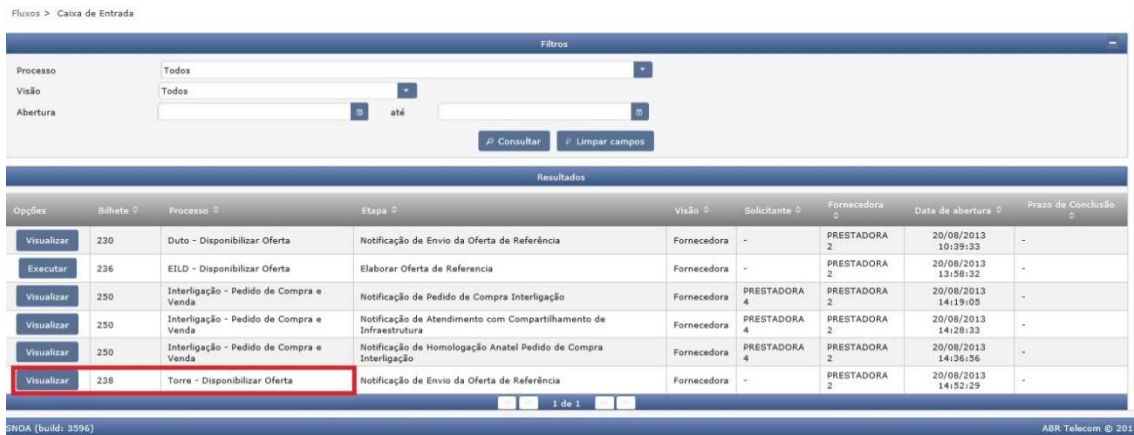 Fluxos > Caixa de Entrada
Filtros
Processo Todos
Visão Todos
Abertura até
Consultar Limpar campos
Resultados
Opções Bilhete Processo Etapa Visão Solicitante Fornecedora Data de abertura Prazo de Conclusão
Visualizar 230 Duto - Disponibilizar Oferta Notificação de Envio da Oferta de Referência Fornecedora - PRESTADORA 2 20/08/2013 10:39:33 -
Executar 236 EILD - Disponibilizar Oferta Elaborar Oferta de Referencia Fornecedora - PRESTADORA 2 20/08/2013 13:58:32 -
Visualizar 250 Interligação - Pedido de Compra e Venda Notificação de Pedido de Compra Interligação Fornecedora PRESTADORA 4 PRESTADORA 2 20/08/2013 14:19:05 -
Visualizar 250 Interligação - Pedido de Compra e Venda Notificação de Atendimento com Compartilhamento de Infraestrutura Fornecedora PRESTADORA 4 PRESTADORA 2 20/08/2013 14:28:33 -
Visualizar 250 Interligação - Pedido de Compra e Venda Notificação de Homologação Anatel Pedido de Compra Interligação Fornecedora PRESTADORA 4 PRESTADORA 2 20/08/2013 14:36:56 -
Visualizar 238 Torre - Disponibilizar Oferta Notificação de Envio da Oferta de Referência Fornecedora - PRESTADORA 2 20/08/2013 14:52:29 -
1 de 1
SNOA (build: 3596) ABR Telecom © 201